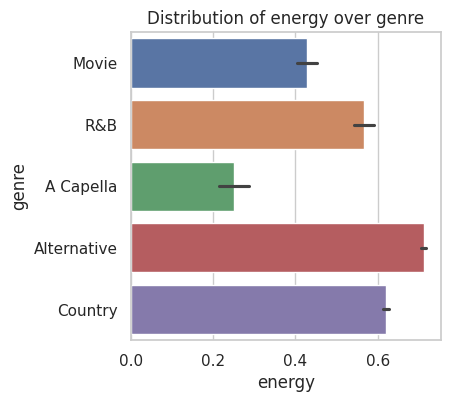 Distribution of energy over genre
Movie
R&B
A Capella
Alternative
Country
genre
0.0 0.2 0.4 0.6
energy